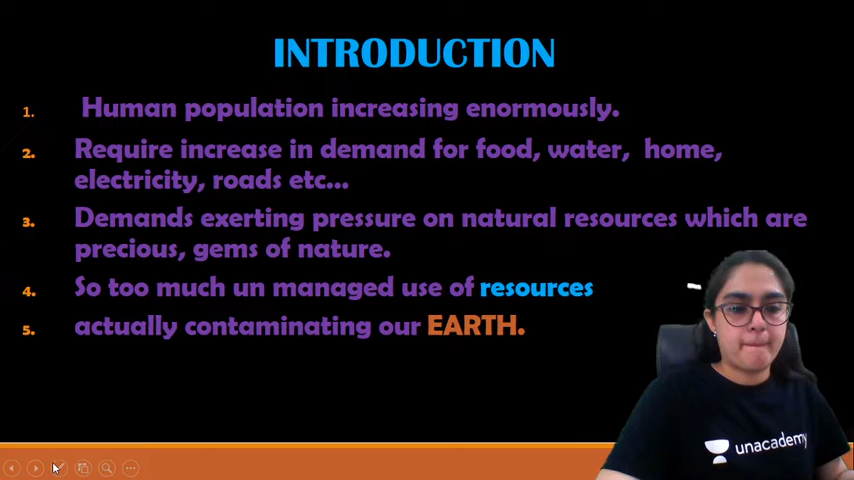 INTRODUCTION
1. Human population increasing enormously.
2. Require increase in demand for food, water, home,
electricity, roads etc...
3. Demands exerting pressure on natural resources which are
precious, gems of nature.
4. So too much un managed use of resources
5. actually contaminating our EARTH.
unacademy